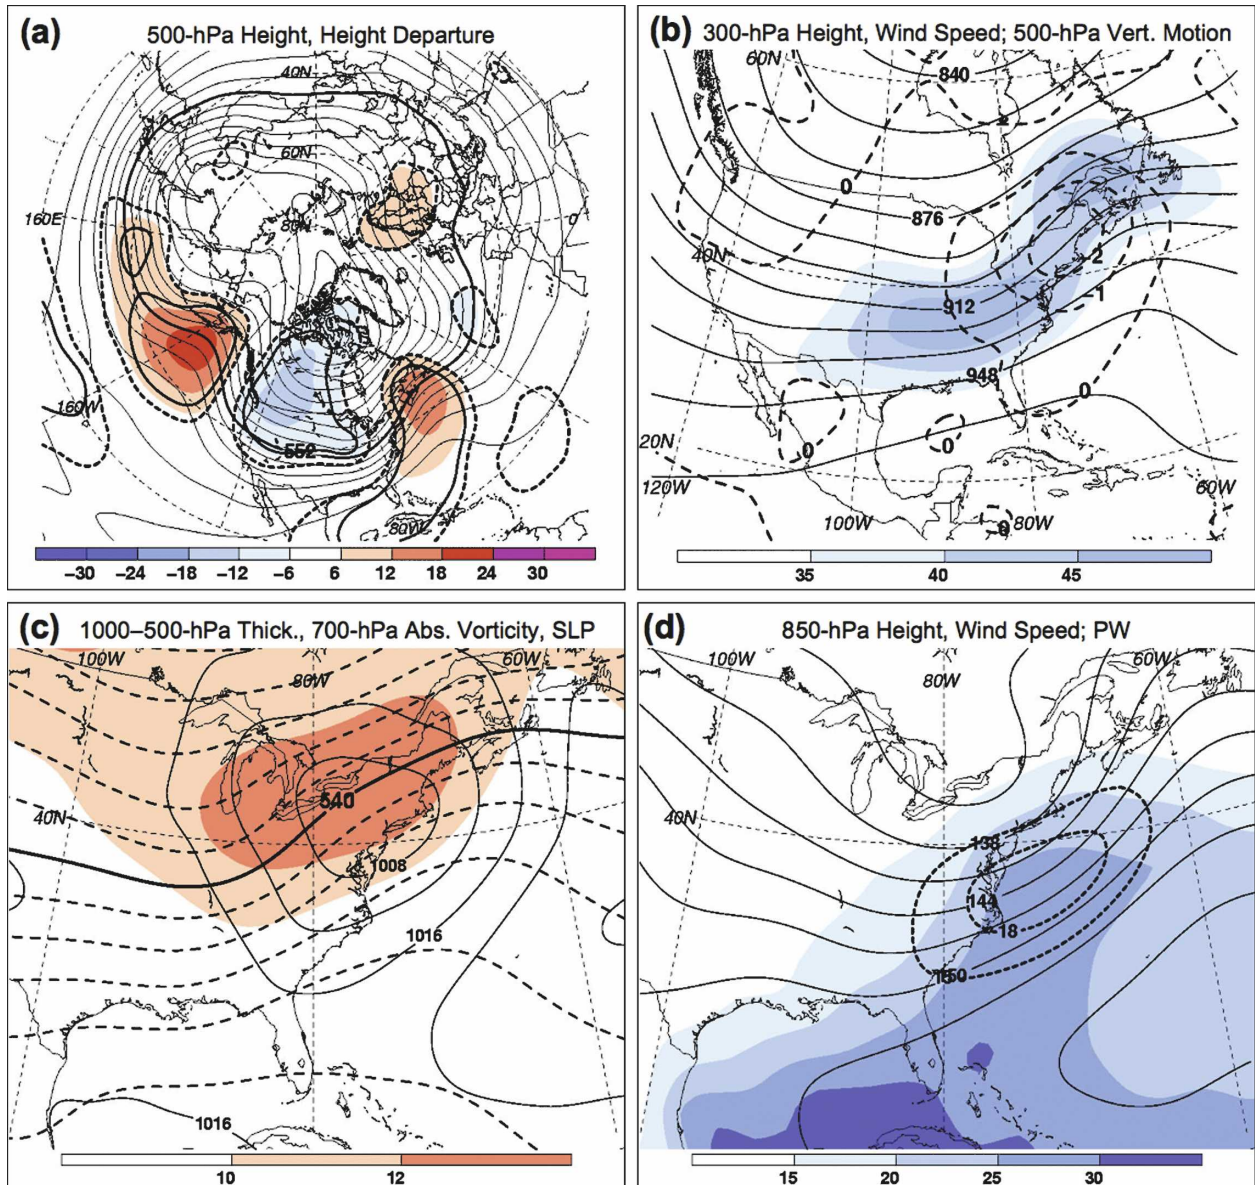 (a) 500-hPa Height, Height Departure
40N
60N
160E
80N
0
160W
552
80W
−30 −24 −18 −12 −6 6 12 18 24 30
(b) 300-hPa Height, Wind Speed; 500-hPa Vert. Motion
60N
840
0
876
40N
-2
912
-1
948
0
20N
0
0
120W
100W
0
80W
60W
35 40 45
(c) 1000–500-hPa Thick., 700-hPa Abs. Vorticity, SLP
100W
80W
60W
540
40N
1008
1016
1016
10 12
(d) 850-hPa Height, Wind Speed; PW
100W
80W
60W
40N
138
144
18
150
15 20 25 30